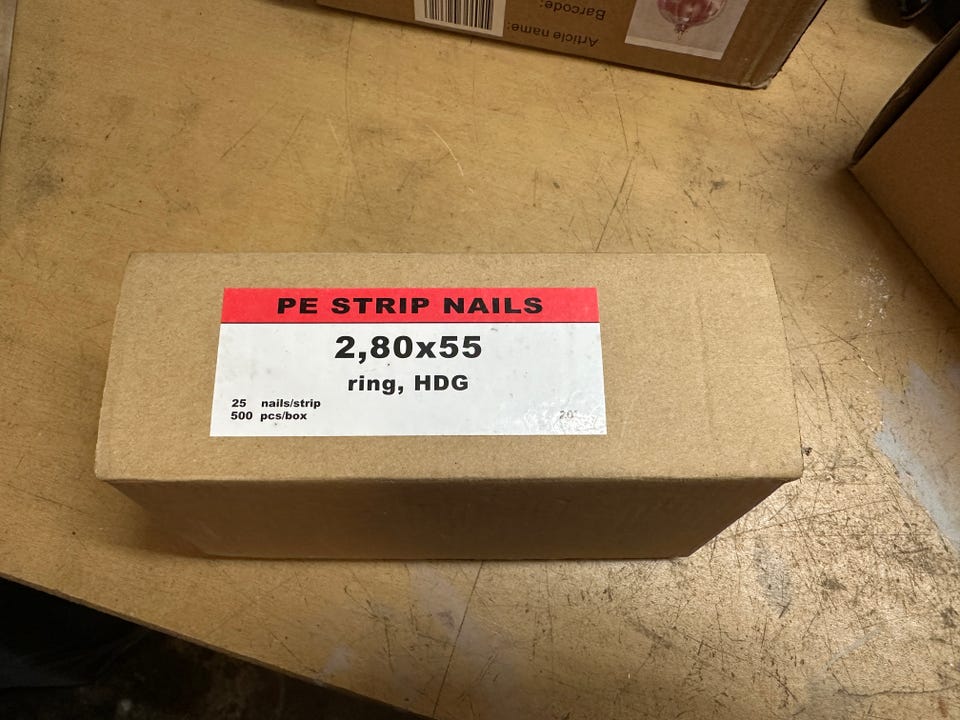 Article name:
Barcode:
PE STRIP NAILS
2,80x55
ring, HDG
25 nails/strip
500 pcs/box